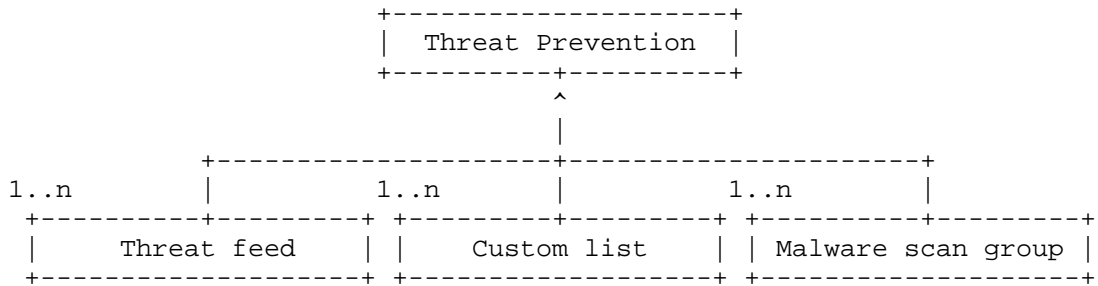 Threat Prevention
1..n 1..n 1..n
Threat feed Custom list Malware scan group